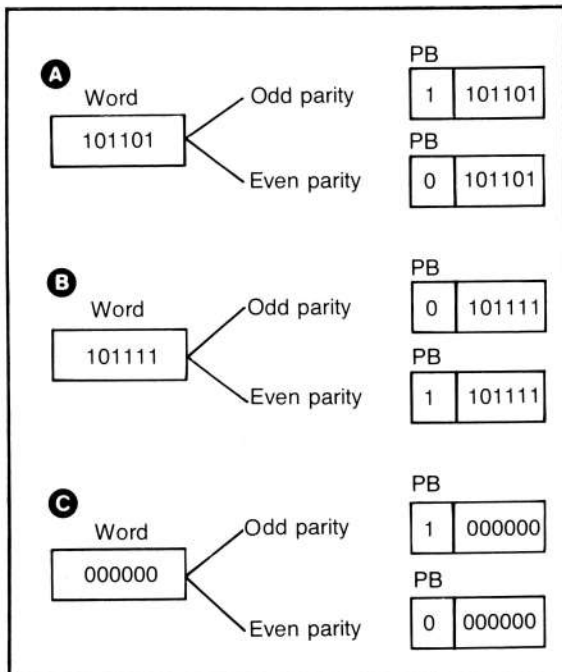 A
Word
101101
Odd parity
Even parity
PB
1 101101
PB
0 101101
B
Word
101111
Odd parity
Even parity
PB
0 101111
PB
1 101111
C
Word
000000
Odd parity
Even parity
PB
1 000000
PB
0 000000